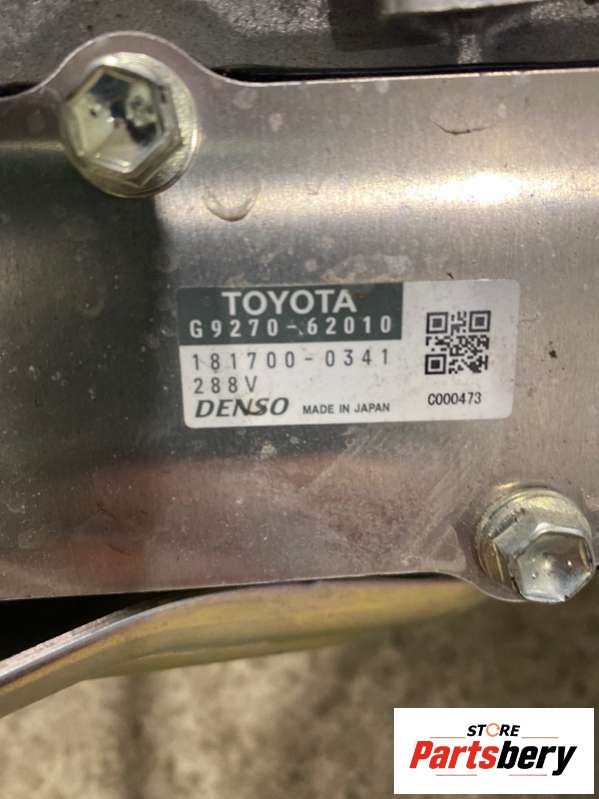 TOYOTA
G9270-62010
181700-0341
288V
DENSO MADE IN JAPAN
C000473
STORE
Partsbery